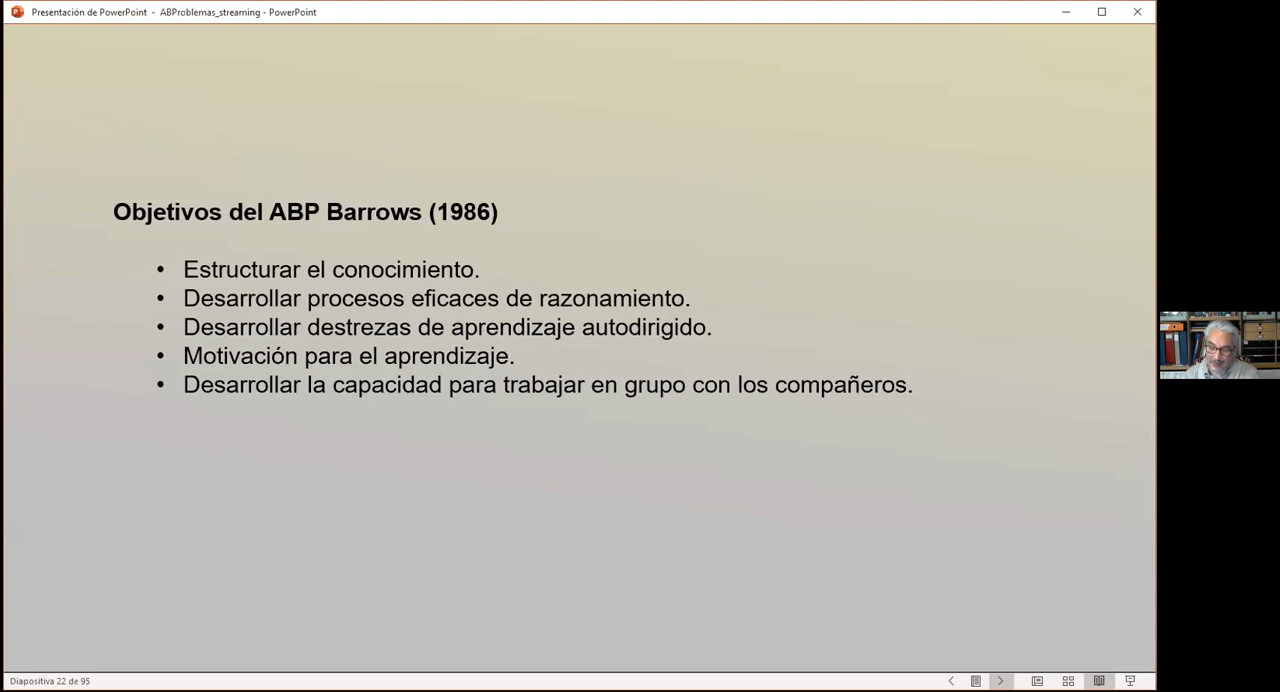 Presentación de PowerPoint - ABProblemas_streaming - PowerPoint
Objetivos del ABP Barrows (1986)
• Estructurar el conocimiento.
• Desarrollar procesos eficaces de razonamiento.
• Desarrollar destrezas de aprendizaje autodirigido.
• Motivación para el aprendizaje.
• Desarrollar la capacidad para trabajar en grupo con los compañeros.
Diapositiva 22 de 95